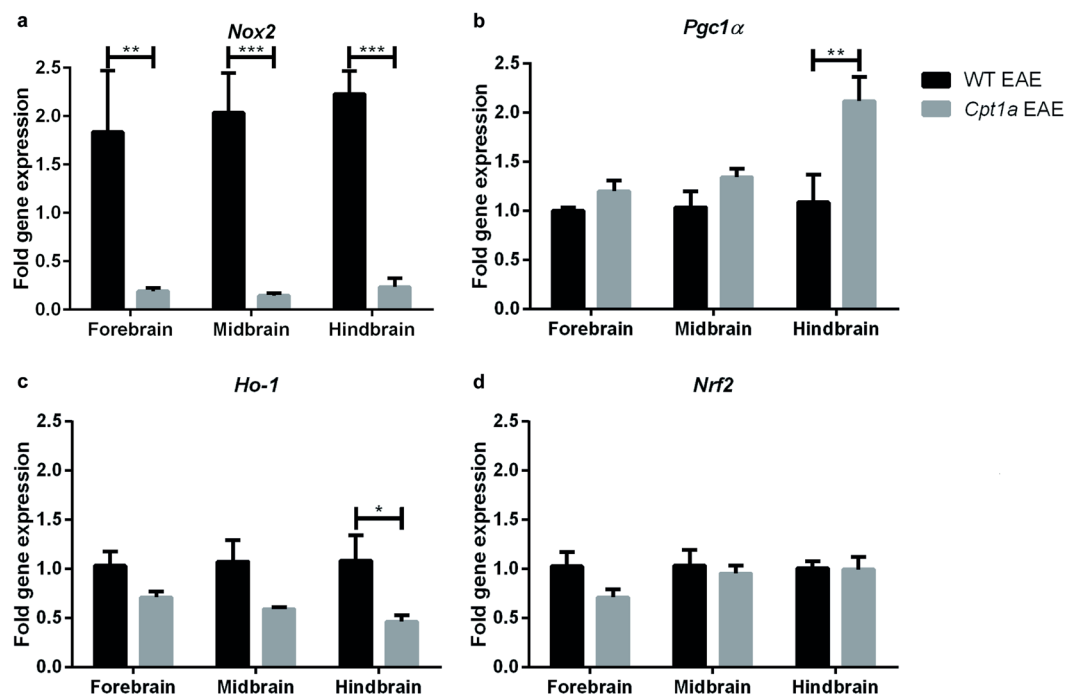 a
Nox2
** *** ***
Fold gene expression
2.5
2.0
1.5
1.0
0.5
0.0
Forebrain Midbrain Hindbrain
b
Pgc1α
**
Fold gene expression
2.5
2.0
1.5
1.0
0.5
0.0
Forebrain Midbrain Hindbrain
WT EAE
Cpt1a EAE
c
Ho-1
*
Fold gene expression
2.5
2.0
1.5
1.0
0.5
0.0
Forebrain Midbrain Hindbrain
d
Nrf2
Fold gene expression
2.5
2.0
1.5
1.0
0.5
0.0
Forebrain Midbrain Hindbrain